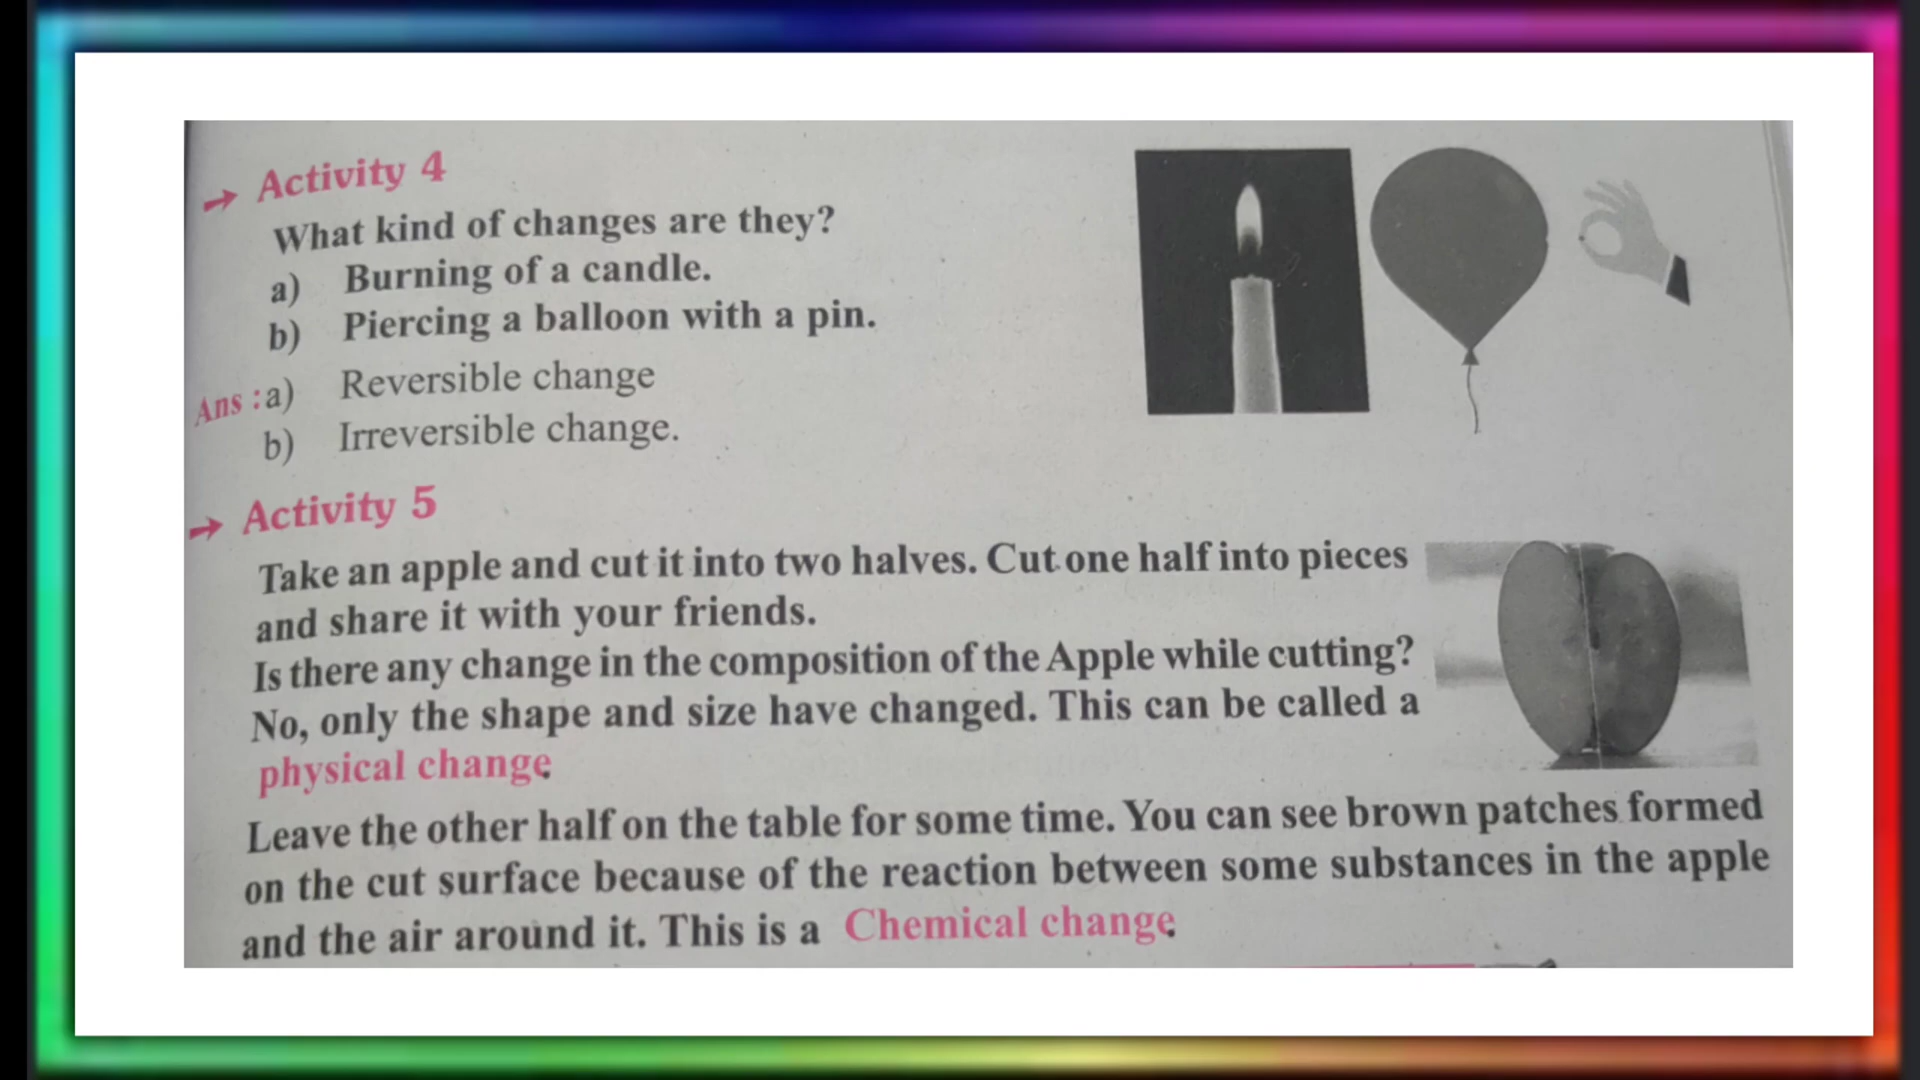 → Activity 4
What kind of changes are they?
a) Burning of a candle.
b) Piercing a balloon with a pin.
Ans : a) Reversible change
b) Irreversible change.
→ Activity 5
Take an apple and cut it into two halves. Cut one half into pieces
and share it with your friends.
Is there any change in the composition of the Apple while cutting?
No, only the shape and size have changed. This can be called a
physical change.
Leave the other half on the table for some time. You can see brown patches formed
on the cut surface because of the reaction between some substances in the apple
and the air around it. This is a Chemical change.